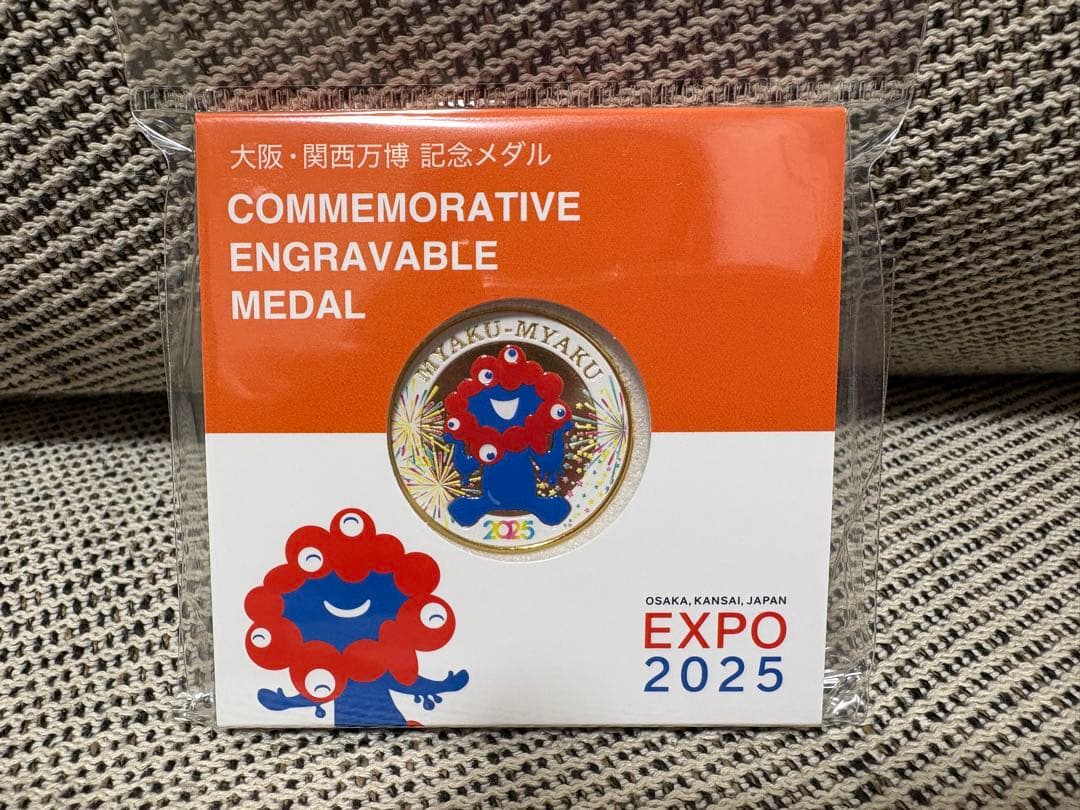 大阪・関西万博 記念メダル
COMMEMORATIVE
ENGRAVABLE
MEDAL
MYAKU-MYAKU
2025
OSAKA, KANSAI, JAPAN
EXPO
2025